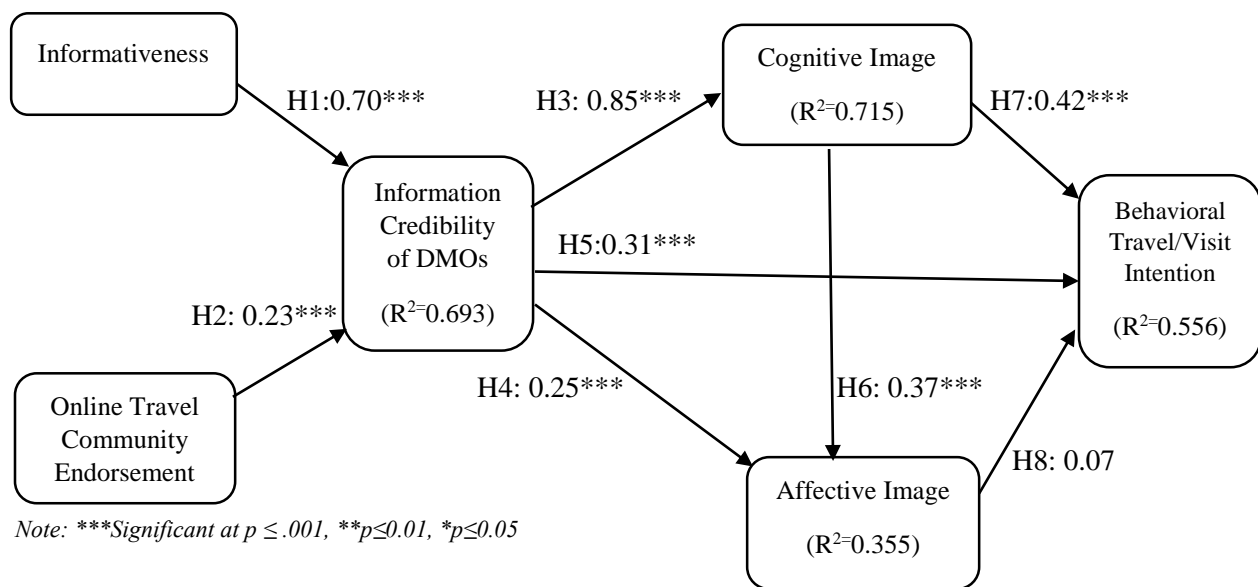 Informativeness
H1:0.70***
H3: 0.85***
Cognitive Image
(R²⁼0.715)
H7:0.42***
Information
Credibility
of DMOs
(R²⁼0.693)
H5:0.31***
Behavioral
Travel/Visit
Intention
(R²⁼0.556)
H2: 0.23***
H4: 0.25***
H6: 0.37***
Online Travel
Community
Endorsement
Affective Image
(R²⁼0.355)
H8: 0.07
Note: ***Significant at p ≤ .001, **p≤0.01, *p≤0.05